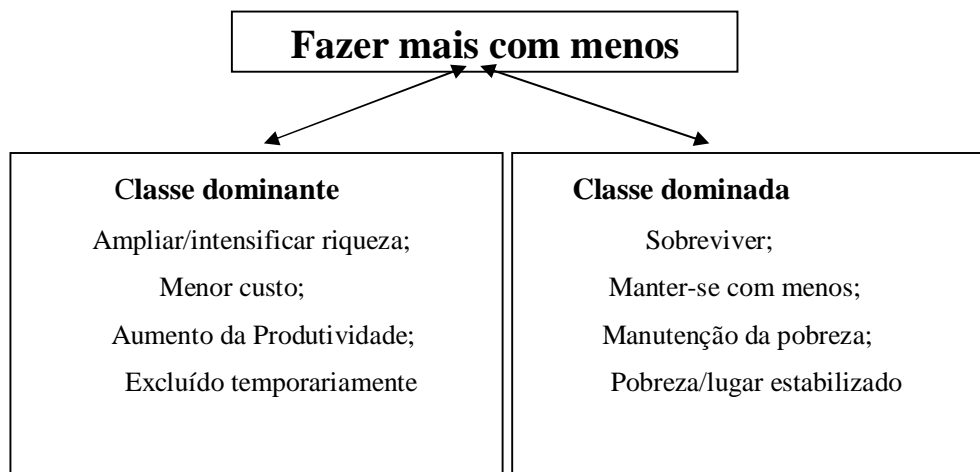 Fazer mais com menos
Classe dominante
Ampliar/intensificar riqueza;
Menor custo;
Aumento da Produtividade;
Excluído temporariamente
Classe dominada
Sobreviver;
Manter-se com menos;
Manutenção da pobreza;
Pobreza/lugar estabilizado